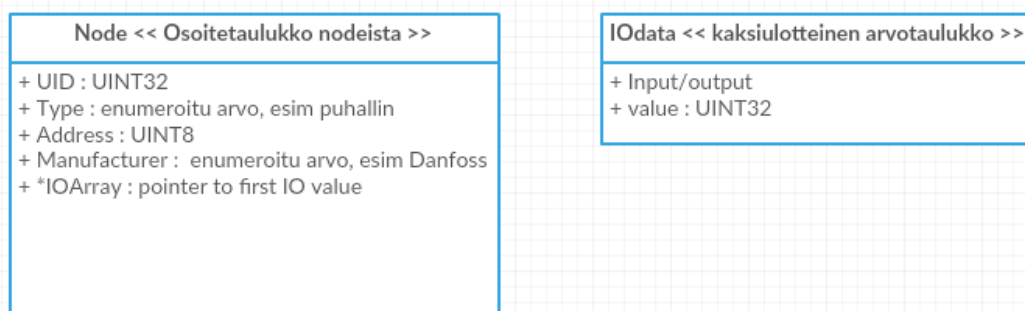 Node << Osoitetaulukko nodeista >>
+ UID : UINT32
+ Type : enumeroitu arvo, esim puhallin
+ Address : UINT8
+ Manufacturer :  enumeroitu arvo, esim Danfoss
+ *IOArray : pointer to first IO value
IOdata << kaksiulotteinen arvotaulukko >>
+ Input/output
+ value : UINT32